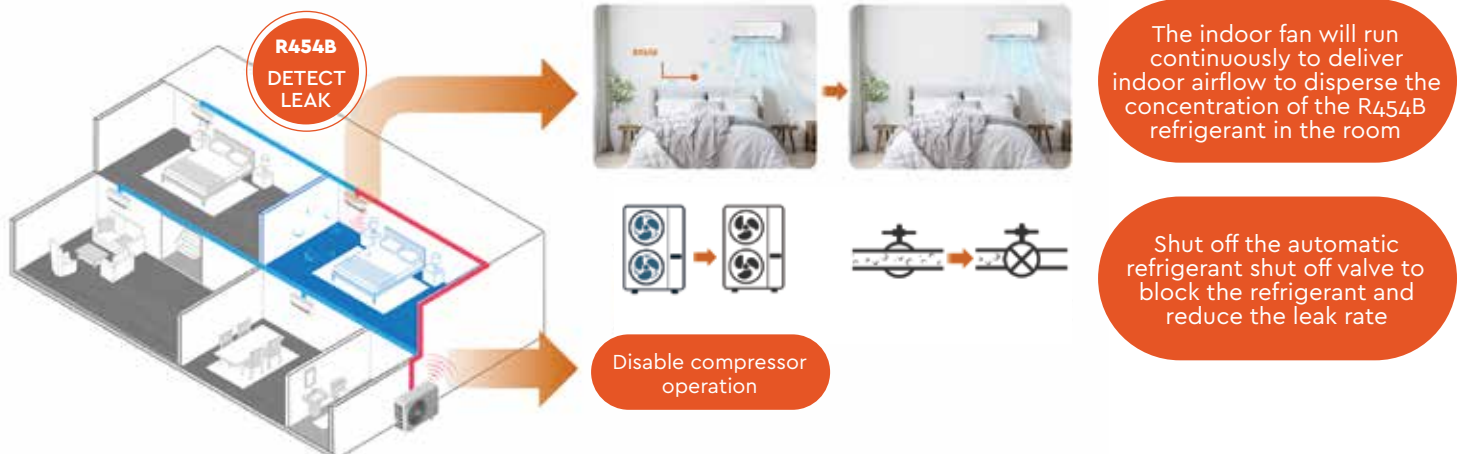 R454B
DETECT
LEAK
R454B
The indoor fan will run
continuously to deliver
indoor airflow to disperse the
concentration of the R454B
refrigerant in the room
Disable compressor
operation
Shut off the automatic
refrigerant shut off valve to
block the refrigerant and
reduce the leak rate